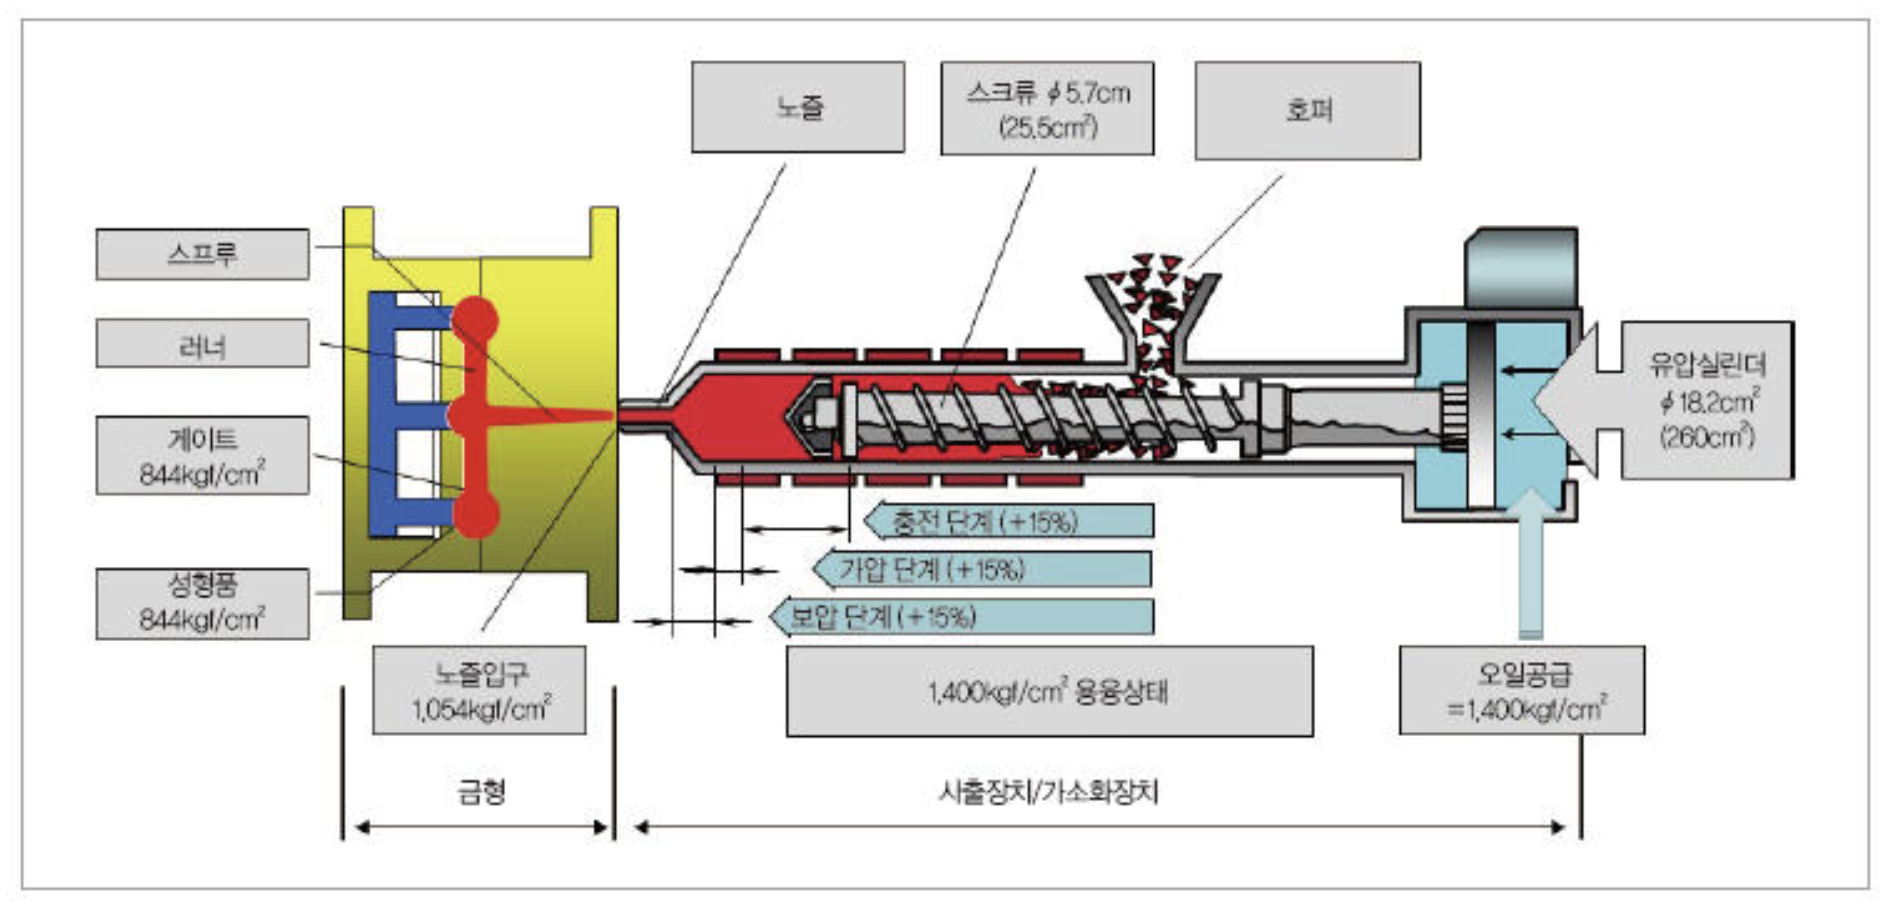 노즐
스크류 ϕ5.7cm
(25.5cm²)
호퍼
스프루
러너
게이트
844kgf/cm²
성형품
844kgf/cm²
유압실린더
ϕ18.2cm²
(260cm²)
충전 단계 (+15%)
가압 단계 (+15%)
보압 단계 (+15%)
노즐입구
1,054kgf/cm²
1,400kgf/cm² 용융상태
오일공급
=1,400kgf/cm²
금형
사출장치/가소화장치